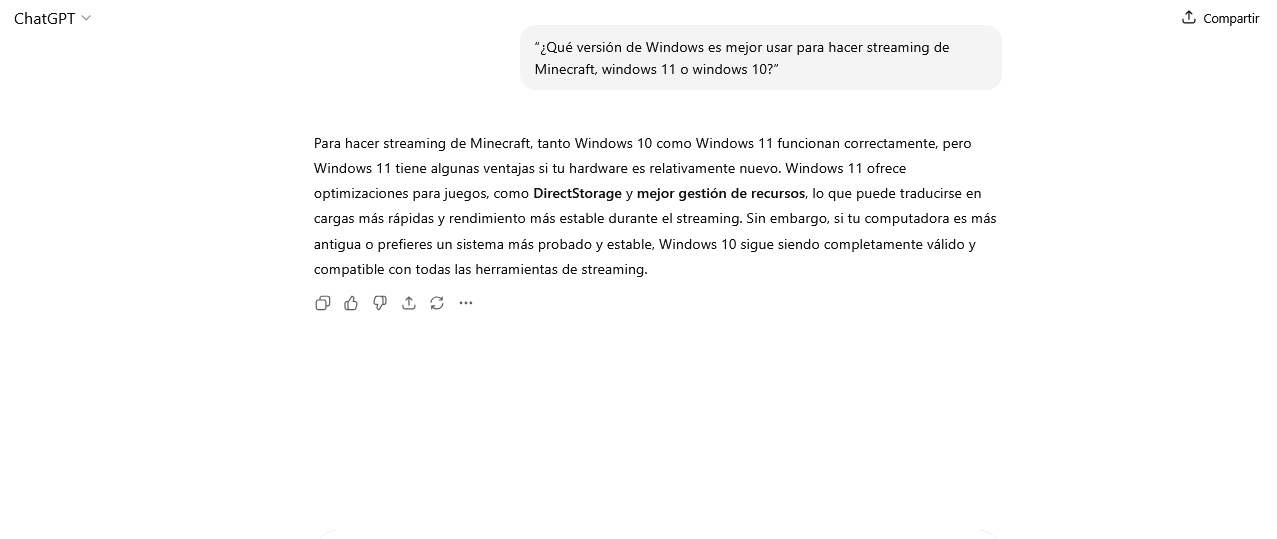 ChatGPT
Compartir
“¿Qué versión de Windows es mejor usar para hacer streaming de
Minecraft, windows 11 o windows 10?”
Para hacer streaming de Minecraft, tanto Windows 10 como Windows 11 funcionan correctamente, pero
Windows 11 tiene algunas ventajas si tu hardware es relativamente nuevo. Windows 11 ofrece
optimizaciones para juegos, como DirectStorage y mejor gestión de recursos, lo que puede traducirse en
cargas más rápidas y rendimiento más estable durante el streaming. Sin embargo, si tu computadora es más
antigua o prefieres un sistema más probado y estable, Windows 10 sigue siendo completamente válido y
compatible con todas las herramientas de streaming.